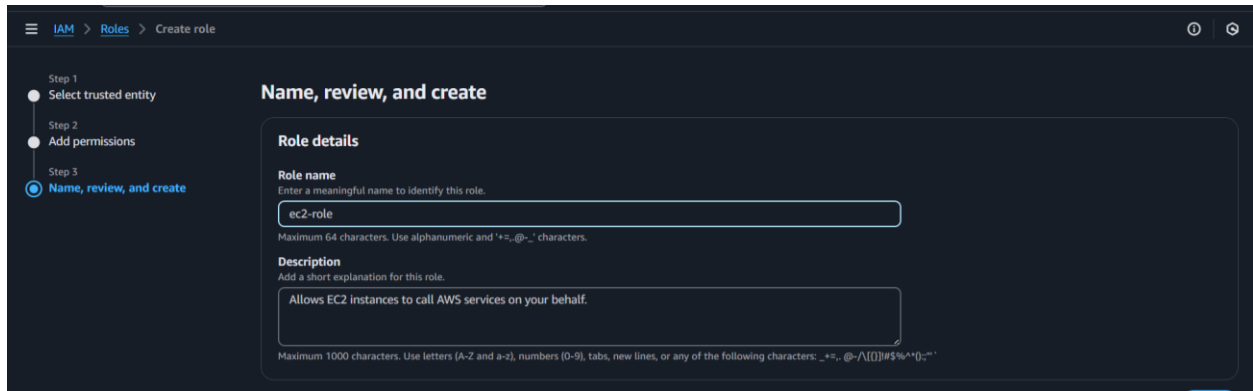 IAM > Roles > Create role
Step 1
Select trusted entity
Step 2
Add permissions
Step 3
Name, review, and create
Name, review, and create
Role details
Role name
Enter a meaningful name to identify this role.
ec2-role
Maximum 64 characters. Use alphanumeric and '+=,.@-_' characters.
Description
Add a short explanation for this role.
Allows EC2 instances to call AWS services on your behalf.
Maximum 1000 characters. Use letters (A-Z and a-z), numbers (0-9), tabs, new lines, or any of the following characters: _+=,. @-/\[{}]!#$%^*();:"'`